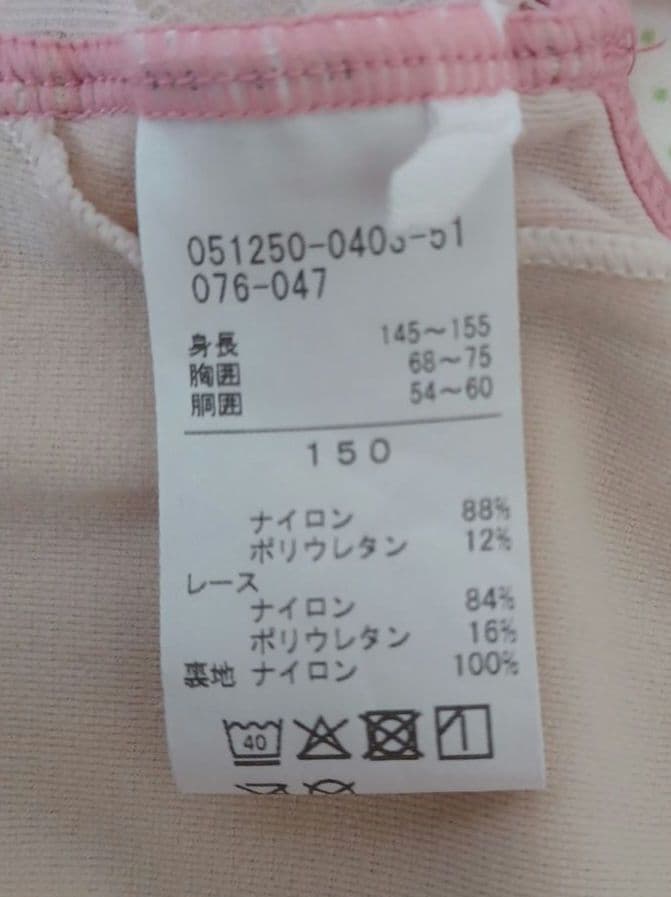 051250-0403-51
076-047
身長 145～155
胸囲 68～75
胴囲 54～60
150
ナイロン 88%
ポリウレタン 12%
レース
ナイロン 84%
ポリウレタン 16%
裏地 ナイロン 100%
40